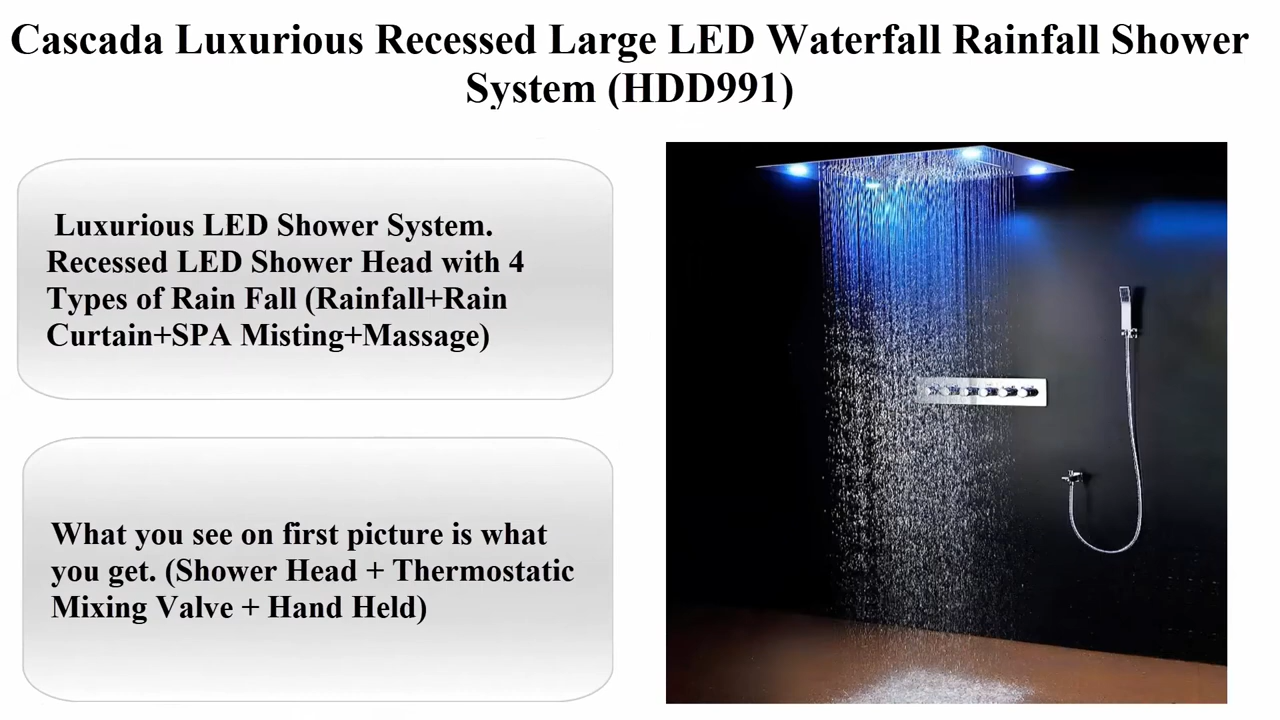 Cascada Luxurious Recessed Large LED Waterfall Rainfall Shower
System (HDD991)
Luxurious LED Shower System.
Recessed LED Shower Head with 4
Types of Rain Fall (Rainfall+Rain
Curtain+SPA Misting+Massage)
What you see on first picture is what
you get. (Shower Head + Thermostatic
Mixing Valve + Hand Held)